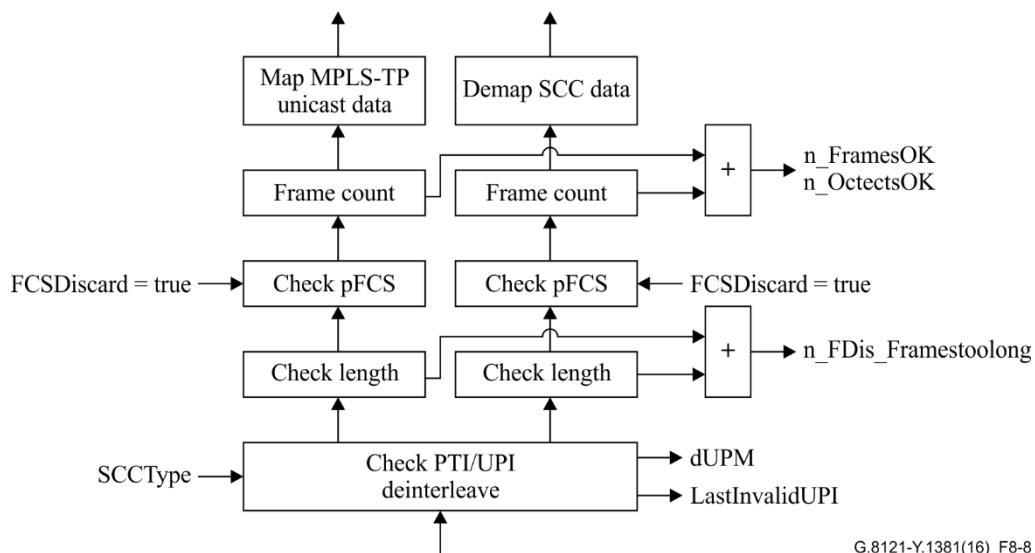 Map MPLS-TP
unicast data
Demap SCC data
n_FramesOK
n_OctectsOK
+
Frame count
Frame count
FCSDiscard = true
Check pFCS
Check pFCS
FCSDiscard = true
+
n_FDis_Framestoolong
Check length
Check length
SCCType
Check PTI/UPI
deinterleave
dUPM
LastInvalidUPI
G.8121-Y.1381(16)_F8-8